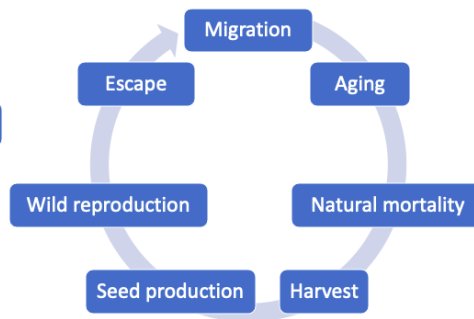 Migration
Aging
Natural mortality
Harvest
Seed production
Wild reproduction
Escape